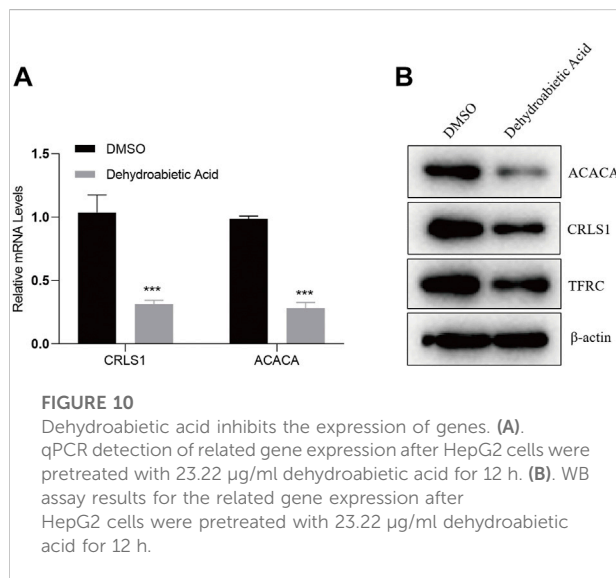 A
DMSO
Dehydroabietic Acid
Relative mRNA Levels
1.5
1.0
0.5
0.0
***
***
CRLS1
ACACA
B
DMSO
Dehydroabietic Acid
ACACA
CRLS1
TFRC
β-actin
FIGURE 10
Dehydroabietic acid inhibits the expression of genes. (A).
qPCR detection of related gene expression after HepG2 cells were
pretreated with 23.22 μg/ml dehydroabietic acid for 12 h. (B). WB
assay results for the related gene expression after
HepG2 cells were pretreated with 23.22 μg/ml dehydroabietic
acid for 12 h.